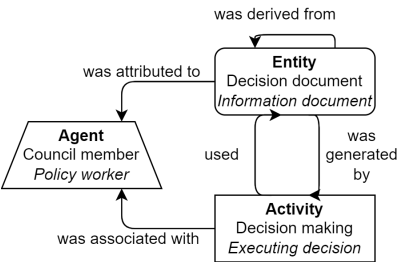 was derived from
Entity
Decision document
Information document
was attributed to
Agent
Council member
Policy worker
used
was
generated
by
Activity
Decision making
Executing decision
was associated with